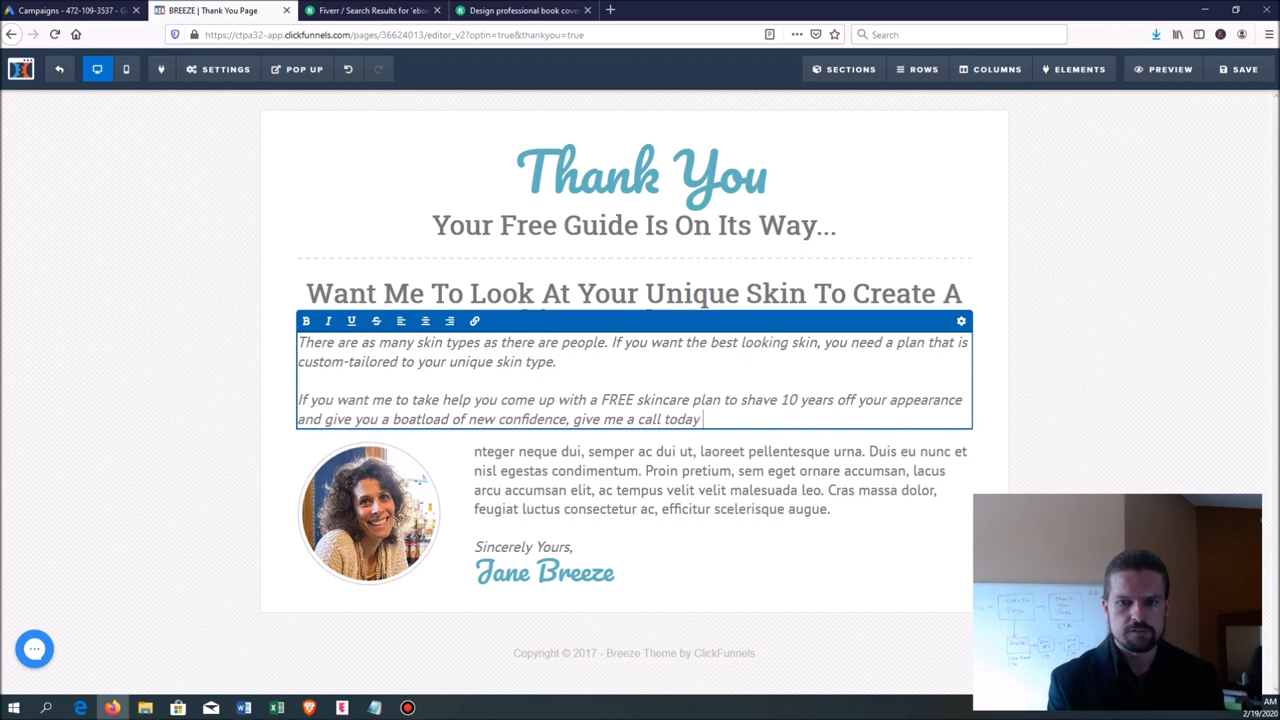 Campaigns - 472-109-3537 - Go
BREEZE | Thank You Page
Fiverr / Search Results for 'ebo
Design professional book cove
https://ctpa32-app.clickfunnels.com/pages/36624013/editor_v2?optin=true&thankyou=true
Search
SETTINGS
POP UP
SECTIONS
ROWS
COLUMNS
ELEMENTS
PREVIEW
SAVE
Thank You
Your Free Guide Is On Its Way...
Want Me To Look At Your Unique Skin To Create A
B I U S
There are as many skin types as there are people. If you want the best looking skin, you need a plan that is
custom-tailored to your unique skin type.
If you want me to take help you come up with a FREE skincare plan to shave 10 years off your appearance
and give you a boatload of new confidence, give me a call today
nteger neque dui, semper ac dui ut, laoreet pellentesque urna. Duis eu nunc et
nisl egestas condimentum. Proin pretium, sem eget ornare accumsan, lacus
arcu accumsan elit, ac tempus velit velit malesuada leo. Cras massa dolor,
feugiat luctus consectetur ac, efficitur scelerisque augue.
Sincerely Yours,
Jane Breeze
Copyright © 2017 - Breeze Theme by ClickFunnels
AM
2/19/2020